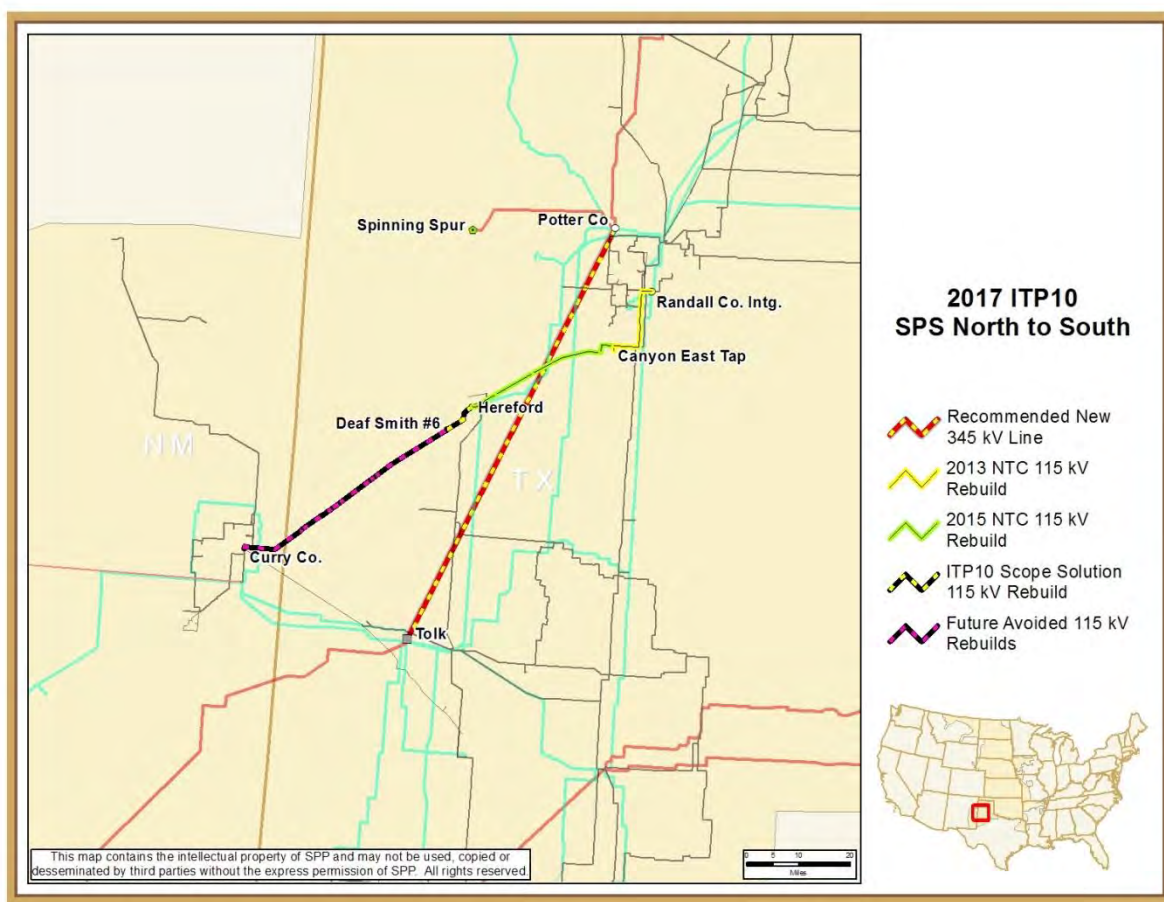 Spinning Spur
Potter Co
Randall Co. Intg.
Canyon East Tap
Hereford
Deaf Smith #6
NM
TX
Curry Co.
Tolk
This map contains the intellectual property of SPP and may not be used, copied or
desseminated by third parties without the express permission of SPP. All rights reserved.
0 5 10 20
Miles
2017 ITP10
SPS North to South
Recommended New
345 kV Line
2013 NTC 115 kV
Rebuild
2015 NTC 115 kV
Rebuild
ITP10 Scope Solution
115 kV Rebuild
Future Avoided 115 kV
Rebuilds